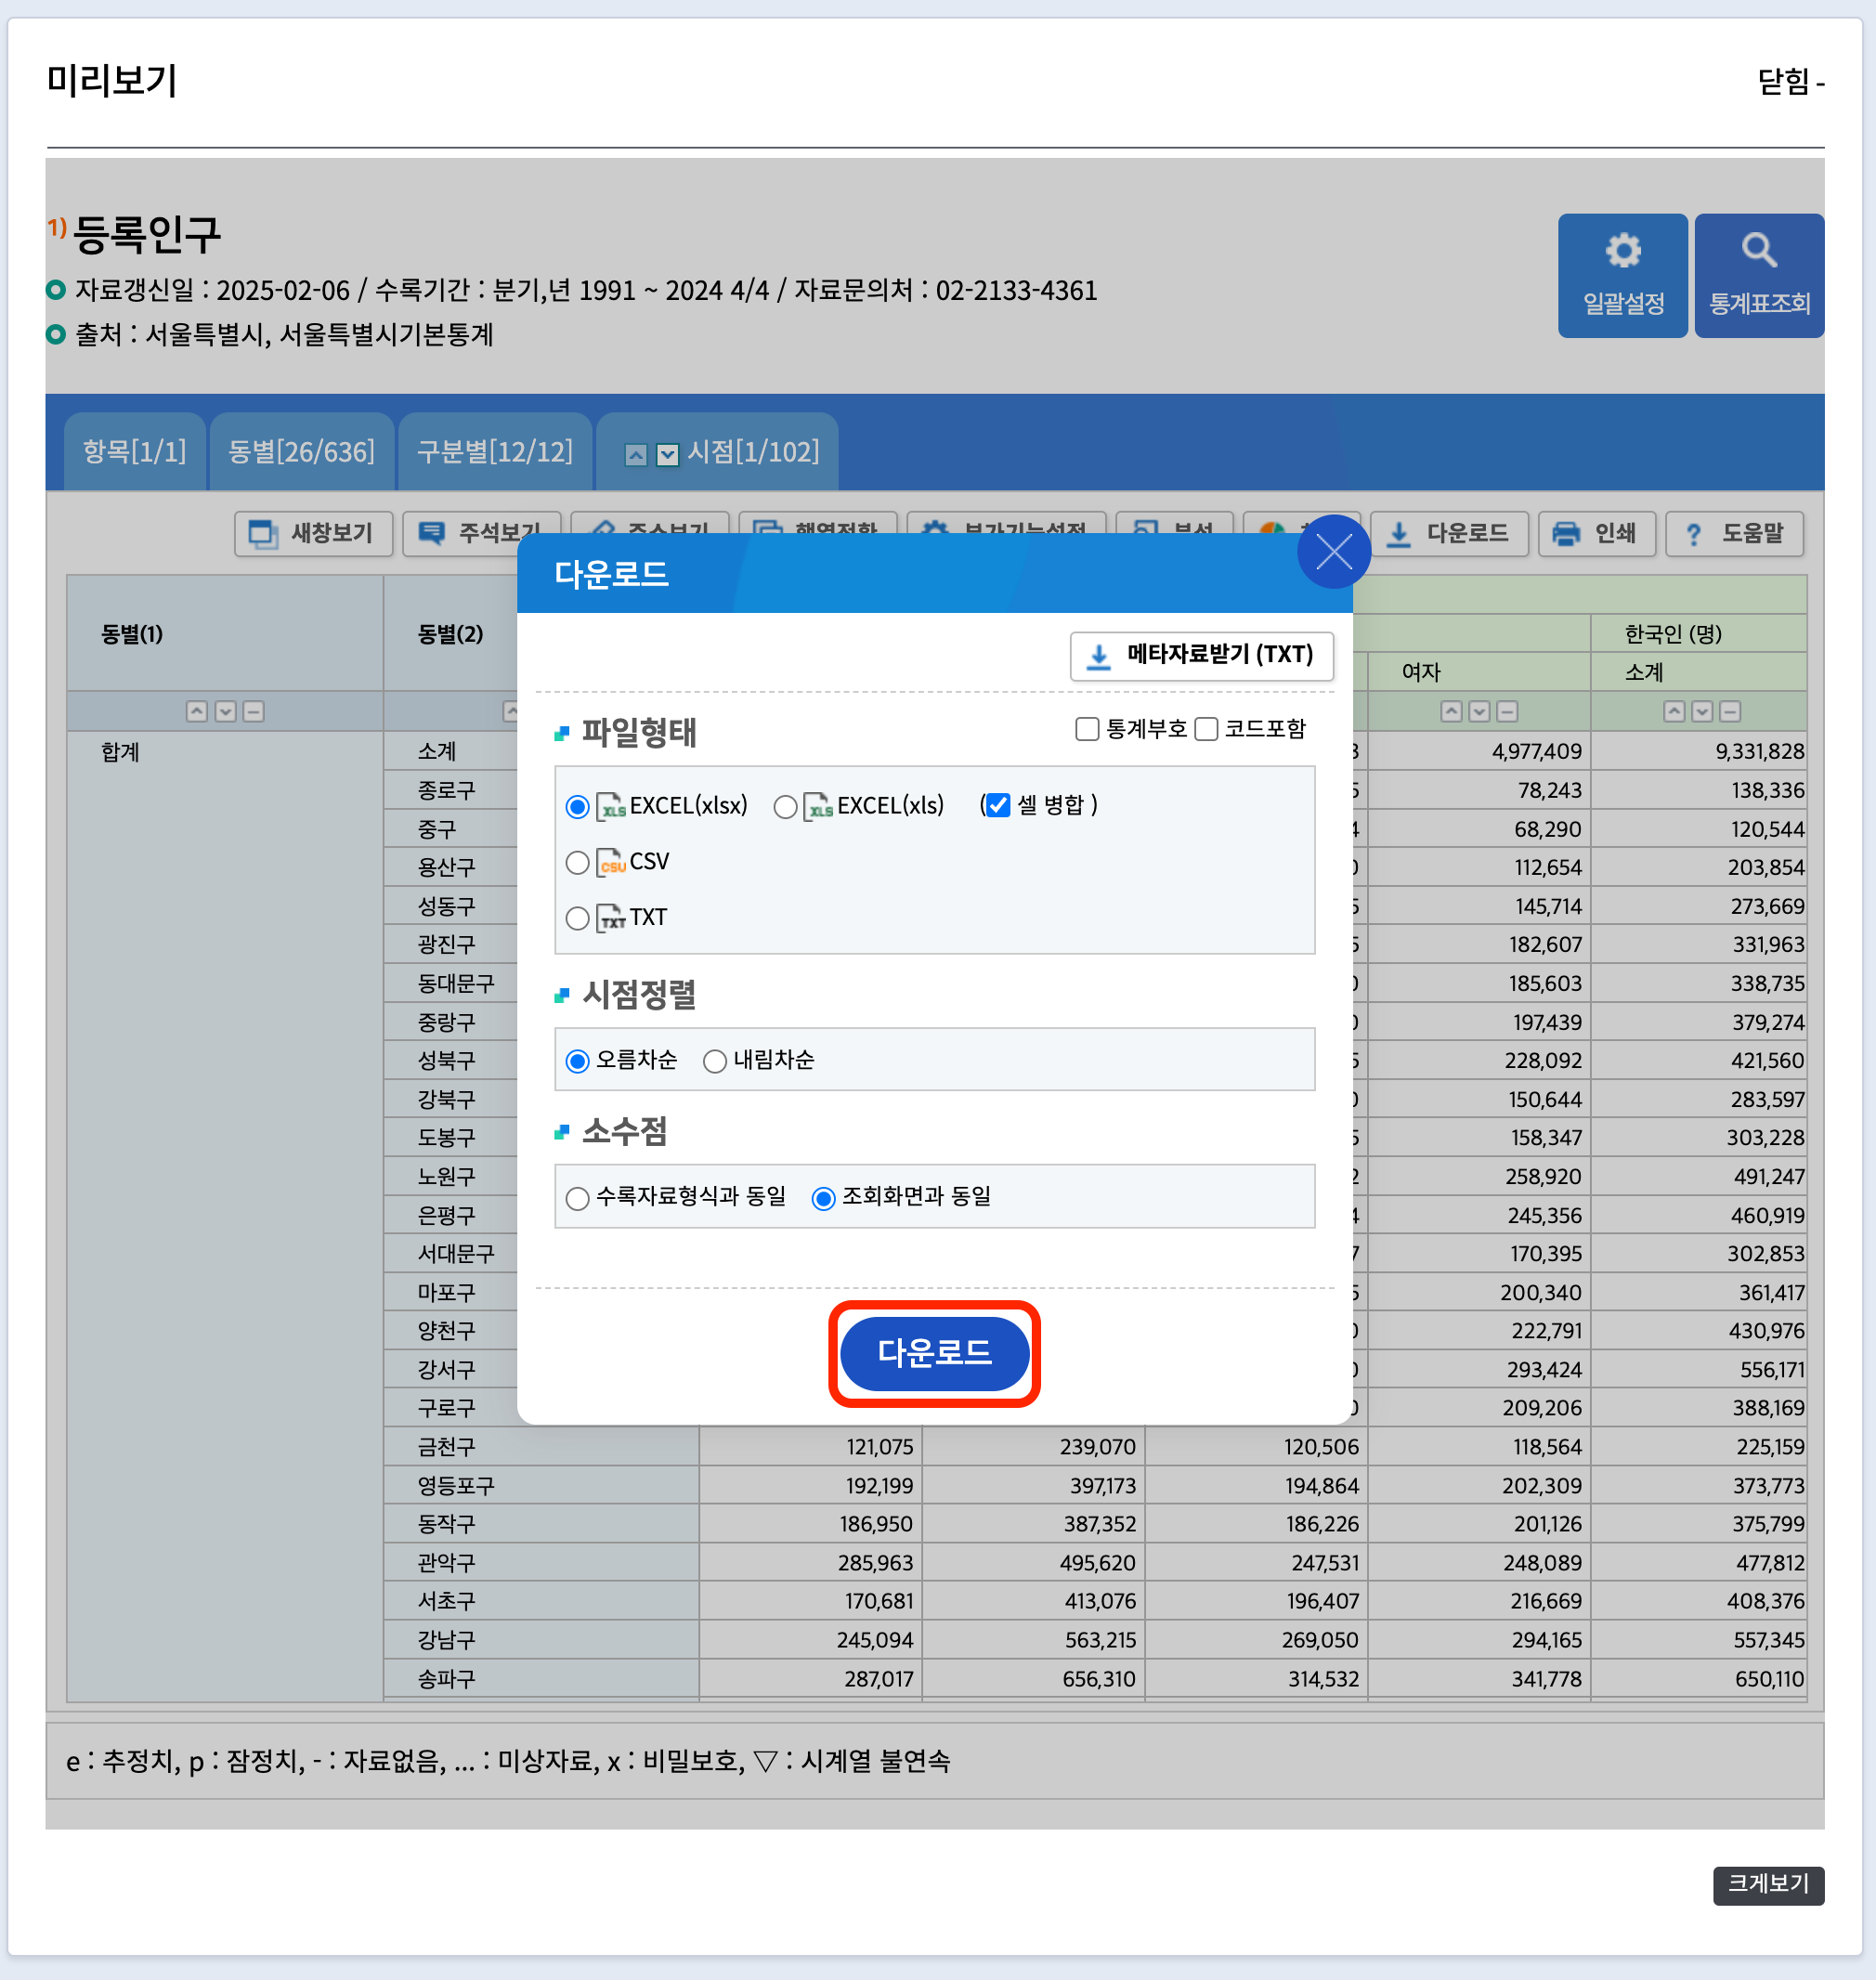 미리보기
닫힘 -
1) 등록인구
자료갱신일 : 2025-02-06 / 수록기간 : 분기,년 1991 ~ 2024 4/4 / 자료문의처 : 02-2133-4361
출처 : 서울특별시, 서울특별시기본통계
일괄설정 통계표조회
항목[1/1] 동별[26/636] 구분별[12/12] 시점[1/102]
새창보기 주석보기 주소보기 행렬전환 부가기능설정 분석 다운로드 인쇄 ? 도움말
다운로드
메타자료받기 (TXT)
파일형태
통계부호 코드포함
XLS EXCEL(xlsx) XLS EXCEL(xls) ( 셀 병합 )
CSV CSV
TXT TXT
시점정렬
오름차순 내림차순
소수점
수록자료형식과 동일 조회화면과 동일
다운로드
동별(1) 동별(2) 한국인 (명)
여자 소계
합계 소계 4,977,409 9,331,828
종로구 78,243 138,336
중구 68,290 120,544
용산구 112,654 203,854
성동구 145,714 273,669
광진구 182,607 331,963
동대문구 185,603 338,735
중랑구 197,439 379,274
성북구 228,092 421,560
강북구 150,644 283,597
도봉구 158,347 303,228
노원구 258,920 491,247
은평구 245,356 460,919
서대문구 170,395 302,853
마포구 200,340 361,417
양천구 222,791 430,976
강서구 293,424 556,171
구로구 209,206 388,169
금천구 121,075 239,070 120,506 118,564 225,159
영등포구 192,199 397,173 194,864 202,309 373,773
동작구 186,950 387,352 186,226 201,126 375,799
관악구 285,963 495,620 247,531 248,089 477,812
서초구 170,681 413,076 196,407 216,669 408,376
강남구 245,094 563,215 269,050 294,165 557,345
송파구 287,017 656,310 314,532 341,778 650,110
e : 추정치, p : 잠정치, - : 자료없음, ... : 미상자료, x : 비밀보호, ▽ : 시계열 불연속
크게보기